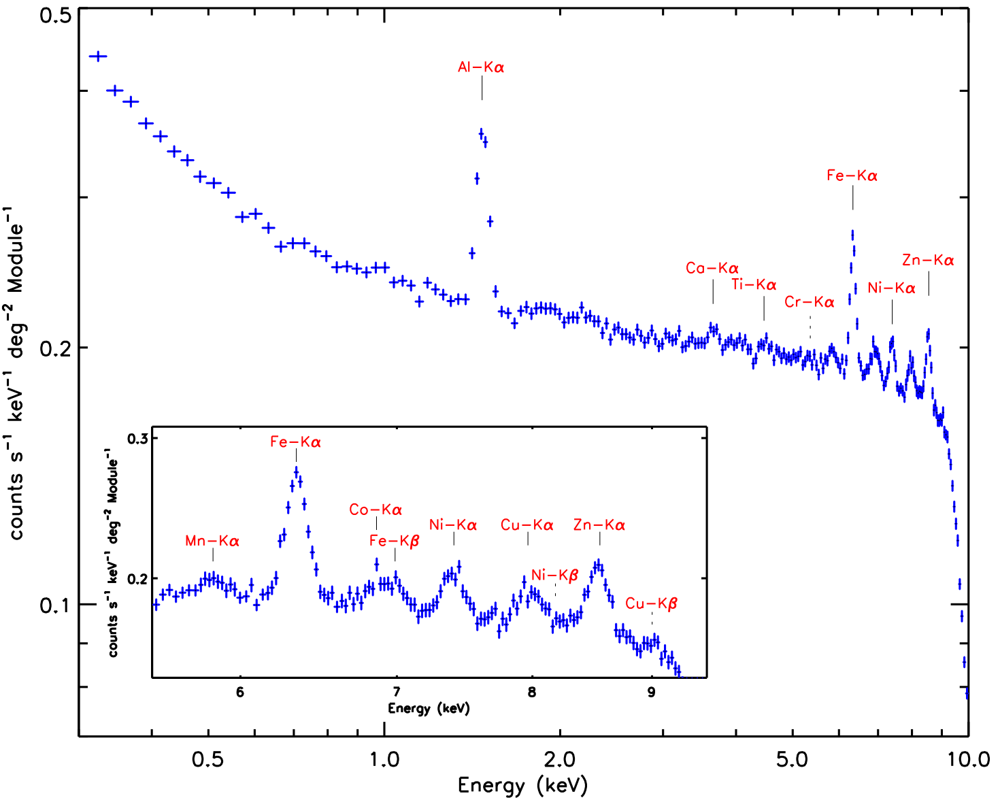 0.5
Al−Kα
Fe−Kα
Zn−Kα
Ca−Kα
Ti−Kα
Ni−Kα
Cr−Kα
0.2
0.1
counts s⁻¹ keV⁻¹ deg⁻² Module⁻¹
0.3
Fe−Kα
Co−Kα
Ni−Kα
Cu−Kα
Zn−Kα
Mn−Kα
Fe−Kβ
0.2
Ni−Kβ
Cu−Kβ
counts s⁻¹ keV⁻¹ deg⁻² Module⁻¹
6 7 8 9
Energy (keV)
0.5 1.0 2.0 5.0 10.0
Energy (keV)